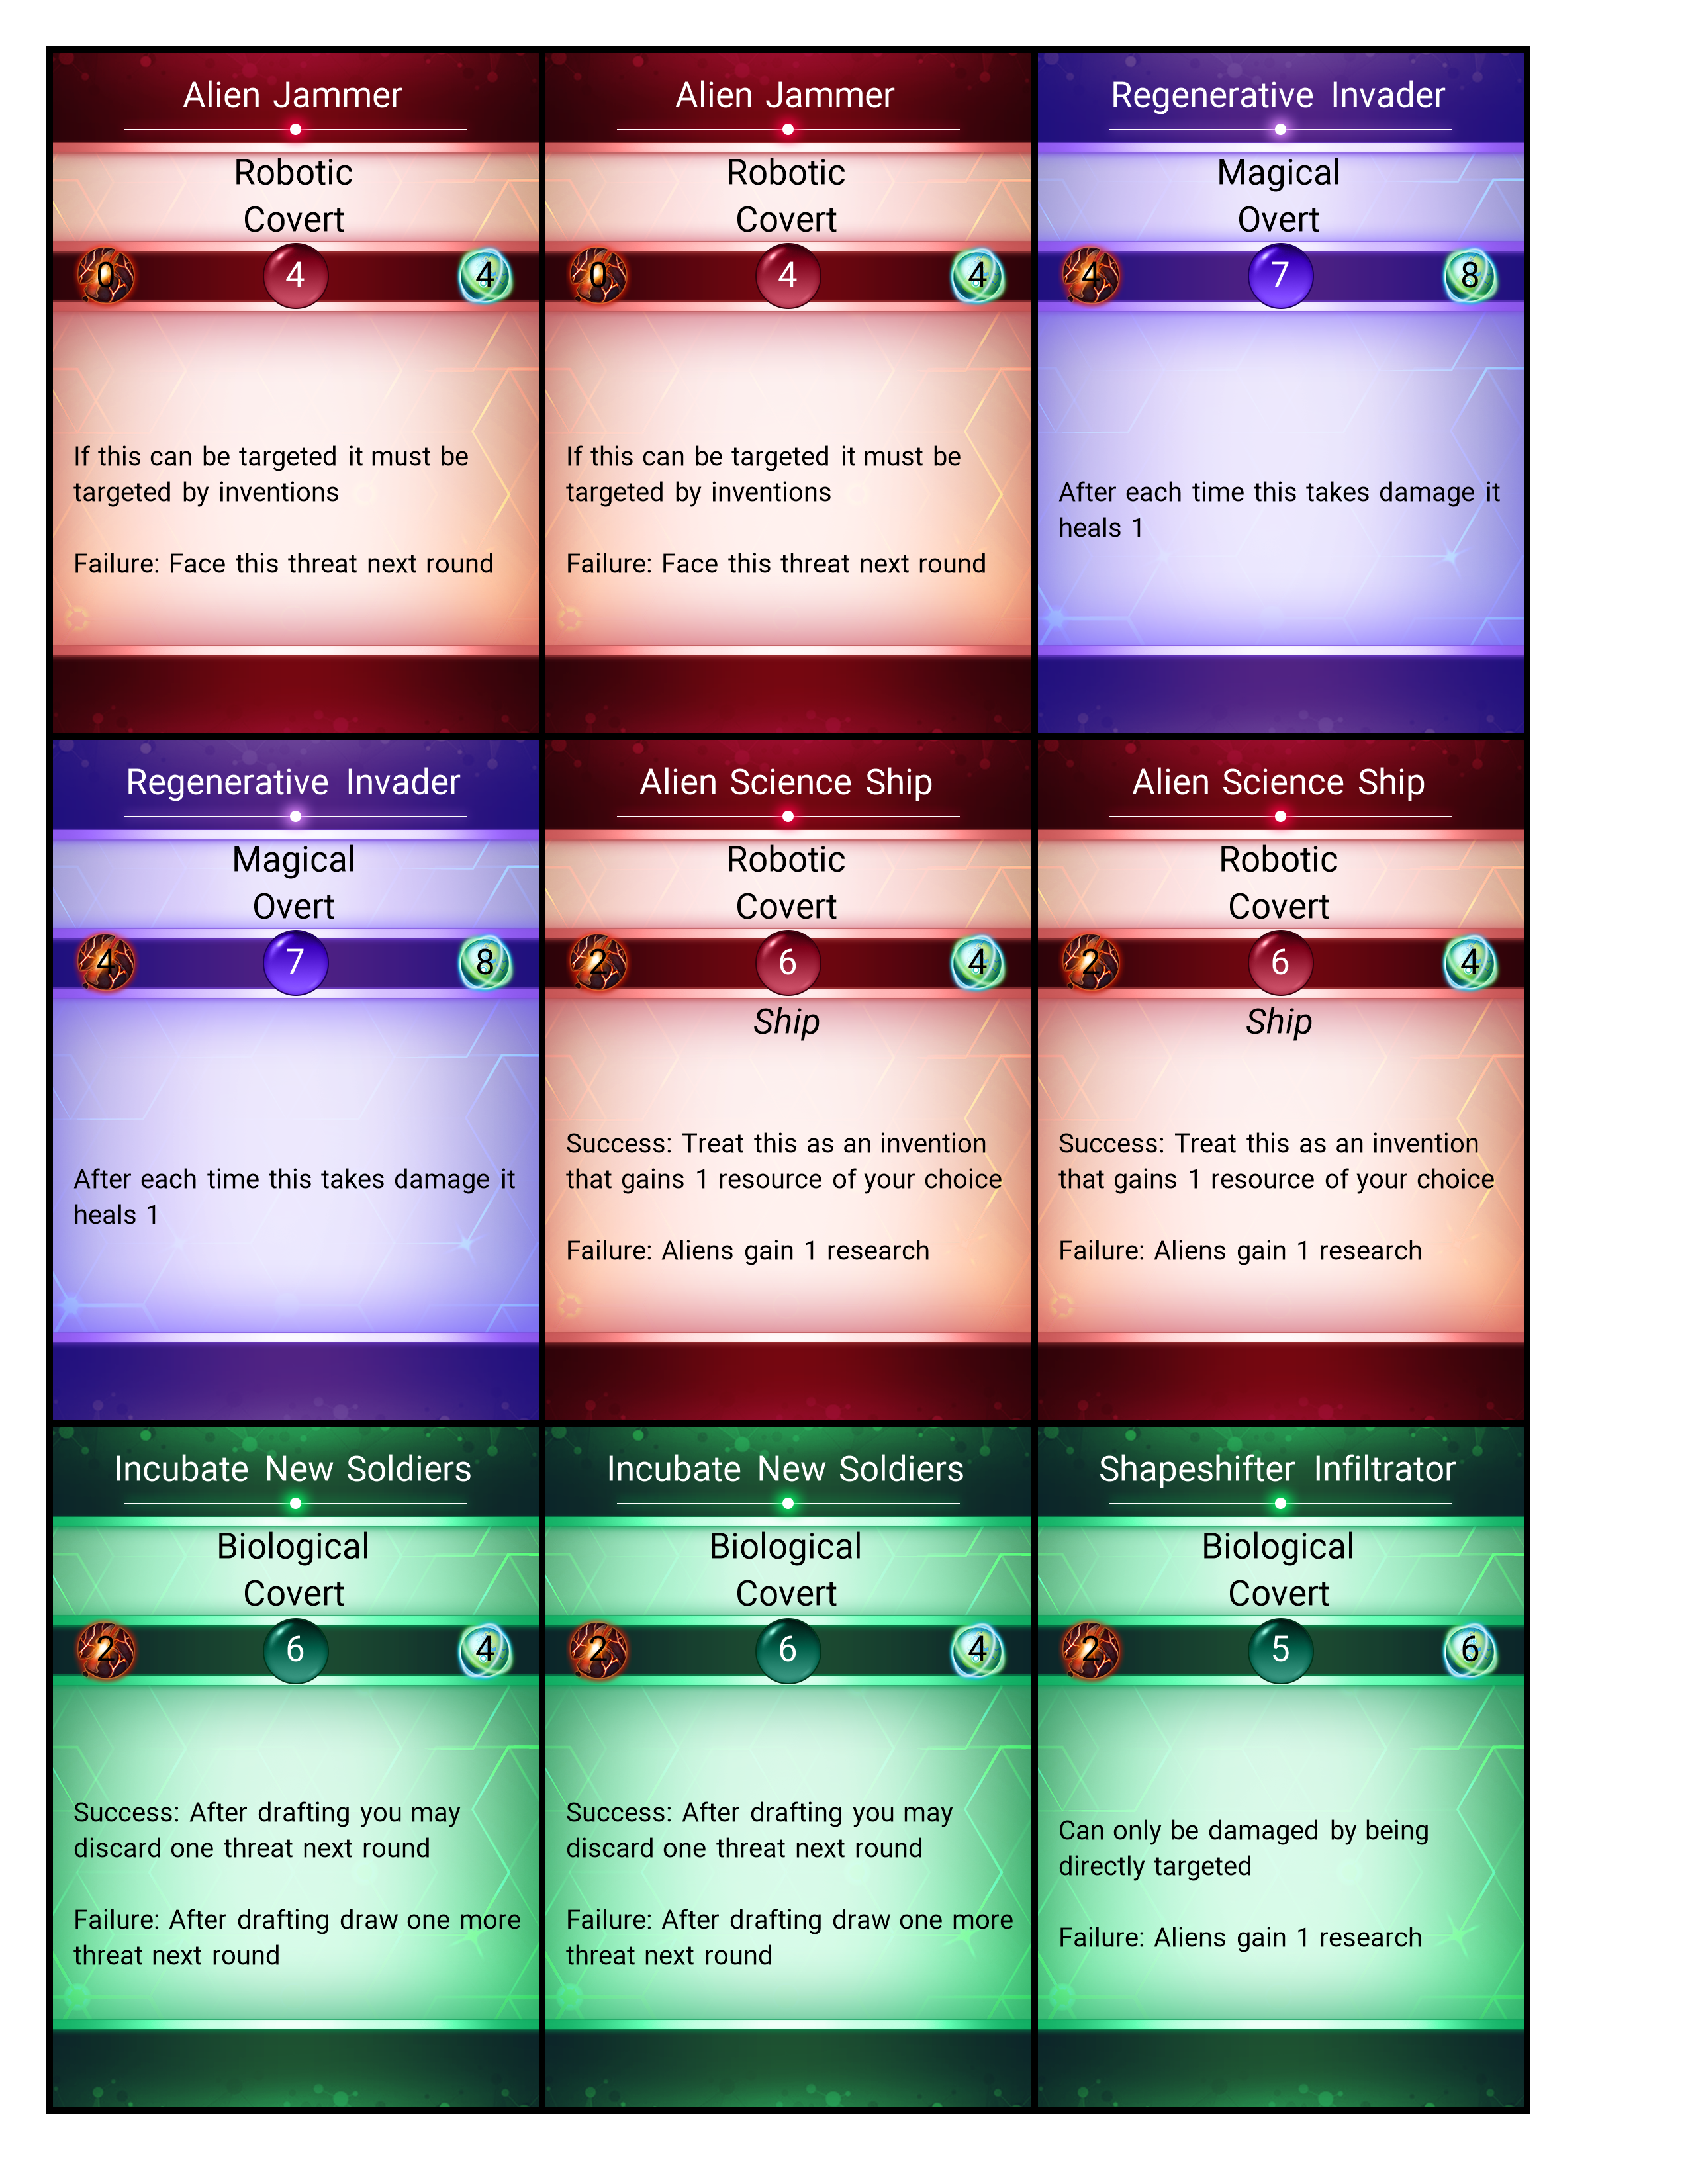 Alien Jammer
Robotic
Covert
0
4
4
If this can be targeted it must be
targeted by inventions
Failure: Face this threat next round
Alien Jammer
Robotic
Covert
0
4
4
If this can be targeted it must be
targeted by inventions
Failure: Face this threat next round
Regenerative Invader
Magical
Overt
4
7
8
After each time this takes damage it
heals 1
Regenerative Invader
Magical
Overt
4
7
8
After each time this takes damage it
heals 1
Alien Science Ship
Robotic
Covert
2
6
4
Ship
Success: Treat this as an invention
that gains 1 resource of your choice
Failure: Aliens gain 1 research
Alien Science Ship
Robotic
Covert
2
6
4
Ship
Success: Treat this as an invention
that gains 1 resource of your choice
Failure: Aliens gain 1 research
Incubate New Soldiers
Biological
Covert
2
6
4
Success: After drafting you may
discard one threat next round
Failure: After drafting draw one more
threat next round
Incubate New Soldiers
Biological
Covert
2
6
4
Success: After drafting you may
discard one threat next round
Failure: After drafting draw one more
threat next round
Shapeshifter Infiltrator
Biological
Covert
2
5
6
Can only be damaged by being
directly targeted
Failure: Aliens gain 1 research